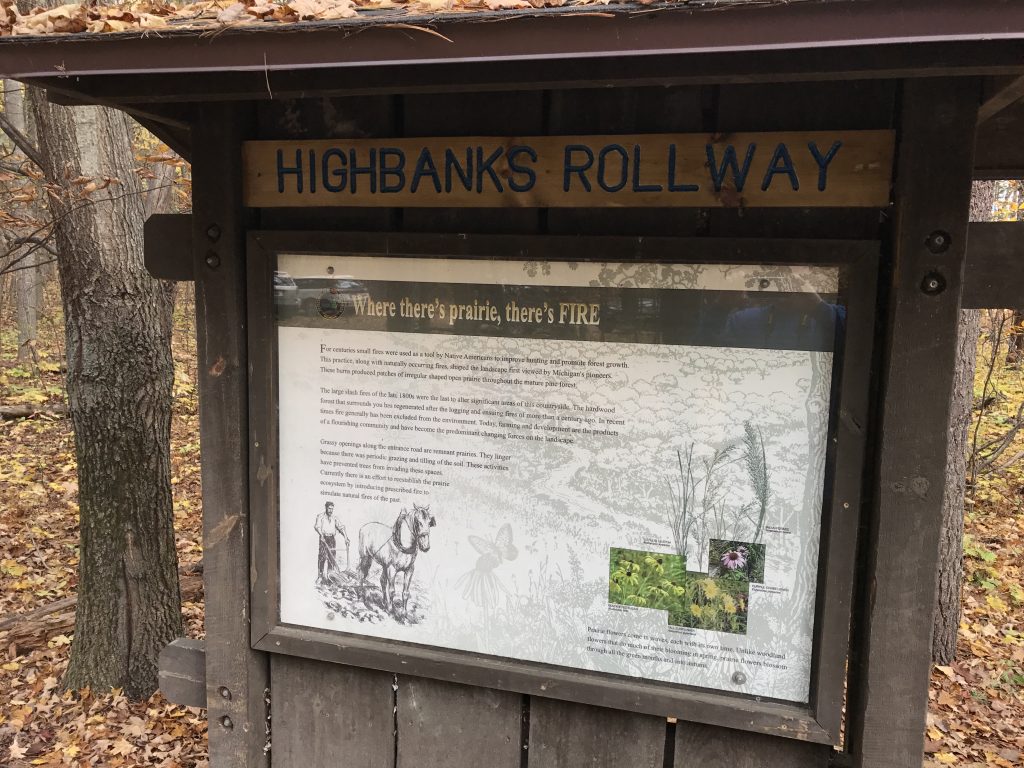 HIGHBANKS ROLLWAY
Where there's prairie, there's FIRE
For centuries small fires were used as a tool by Native Americans to improve hunting and promote forest growth.
This practice, along with naturally occurring fires, shaped the landscape first viewed by Michigan's pioneers.
These burns produced patches of irregular shaped open prairie throughout the mature pine forest.
The large slash fires of the late 1800s were the last to alter significant areas of this countryside. The hardwood
forest that surrounds you has regenerated after the logging and ensuing fires of more than a century ago. In recent
times fire generally has been excluded from the environment. Today, farming and development are the products
of a flourishing community and have become the predominant changing forces on the landscape.
Grassy openings along the entrance road are remnant prairies. They linger
because there was periodic grazing and tilling of the soil. These activities
have prevented trees from invading these spaces.
Currently there is an effort to reestablish the prairie
ecosystem by introducing prescribed fire to
simulate natural fires of the past.
Prairie flowers come in waves, each with its own time. Unlike woodland
flowers that do much of their blooming in spring, prairie flowers blossom
through all the green months and into autumn.